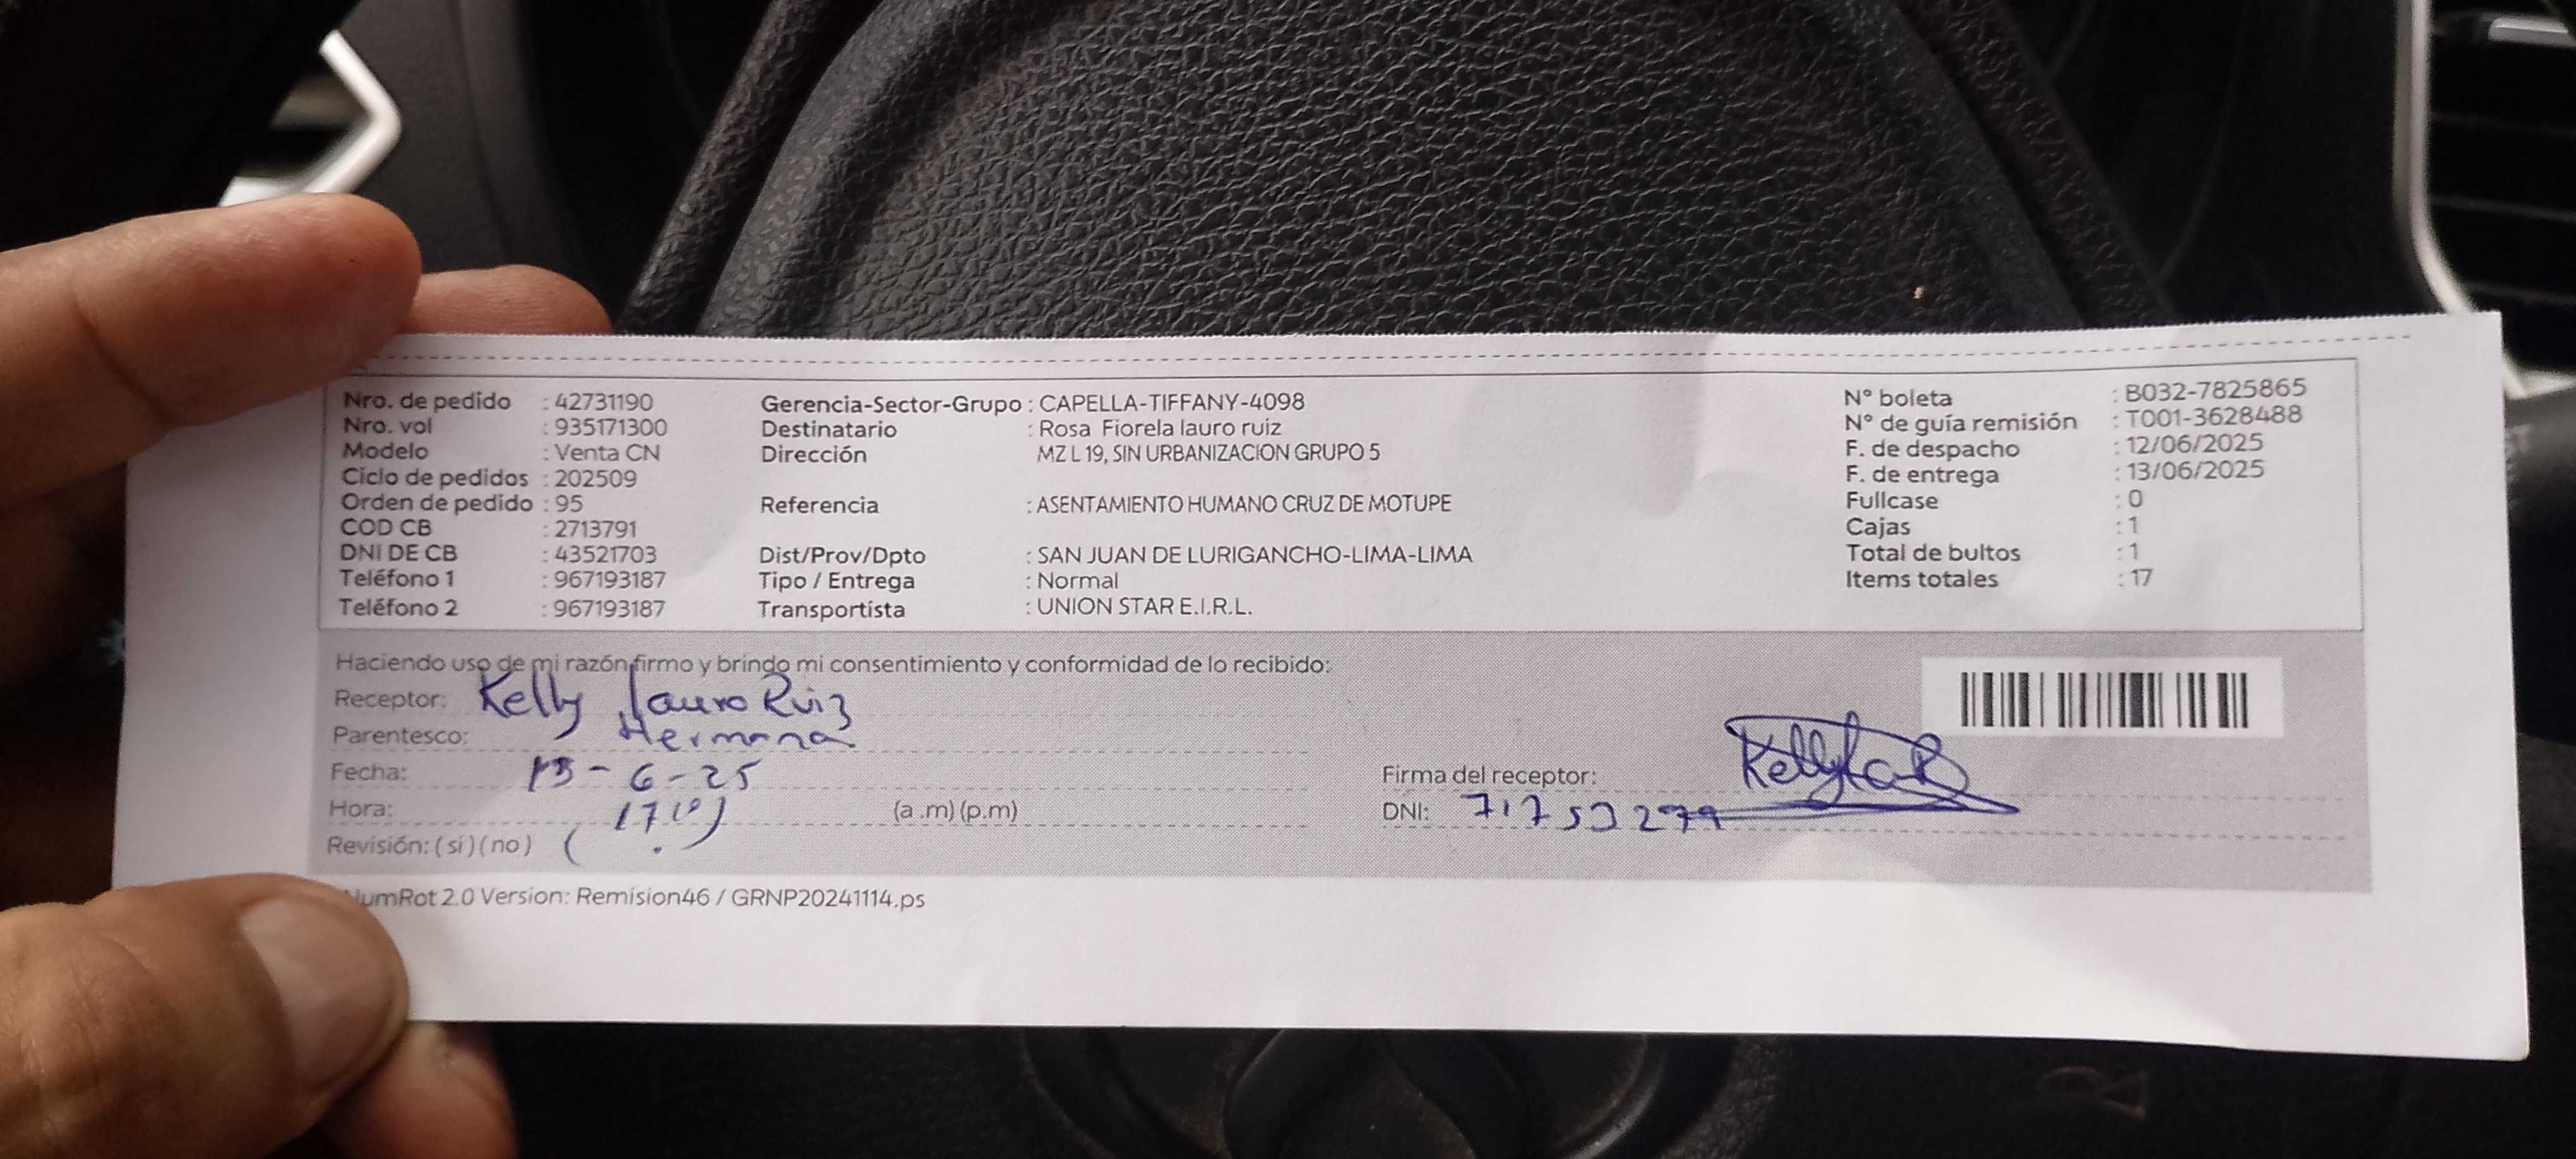 Nro. de pedido : 42731190 Gerencia-Sector-Grupo : CAPELLA-TIFFANY-4098 N° boleta : B032-7825865
Nro. vol : 935171300 Destinatario : Rosa Fiorela lauro ruiz N° de guía remisión : T001-3628488
Modelo : Venta CN Dirección MZ L 19, SIN URBANIZACION GRUPO 5 F. de despacho : 12/06/2025
Ciclo de pedidos : 202509 F. de entrega : 13/06/2025
Orden de pedido : 95 Referencia : ASENTAMIENTO HUMANO CRUZ DE MOTUPE Fullcase : 0
COD CB : 2713791 Cajas : 1
DNI DE CB : 43521703 Dist/Prov/Dpto : SAN JUAN DE LURIGANCHO-LIMA-LIMA Total de bultos : 1
Teléfono 1 : 967193187 Tipo / Entrega : Normal Items totales : 17
Teléfono 2 : 967193187 Transportista : UNION STAR E.I.R.L.
Haciendo uso de mi razón firmo y brindo mi consentimiento y conformidad de lo recibido:
Receptor: Kelly Lauro Ruiz
Parentesco: Hermana
Fecha: 13-6-25 Firma del receptor:
Hora: (a .m) (p.m) DNI:
Revisión: ( si ) ( no )
NumRot 2.0 Version: Remision46 / GRNP20241114.ps